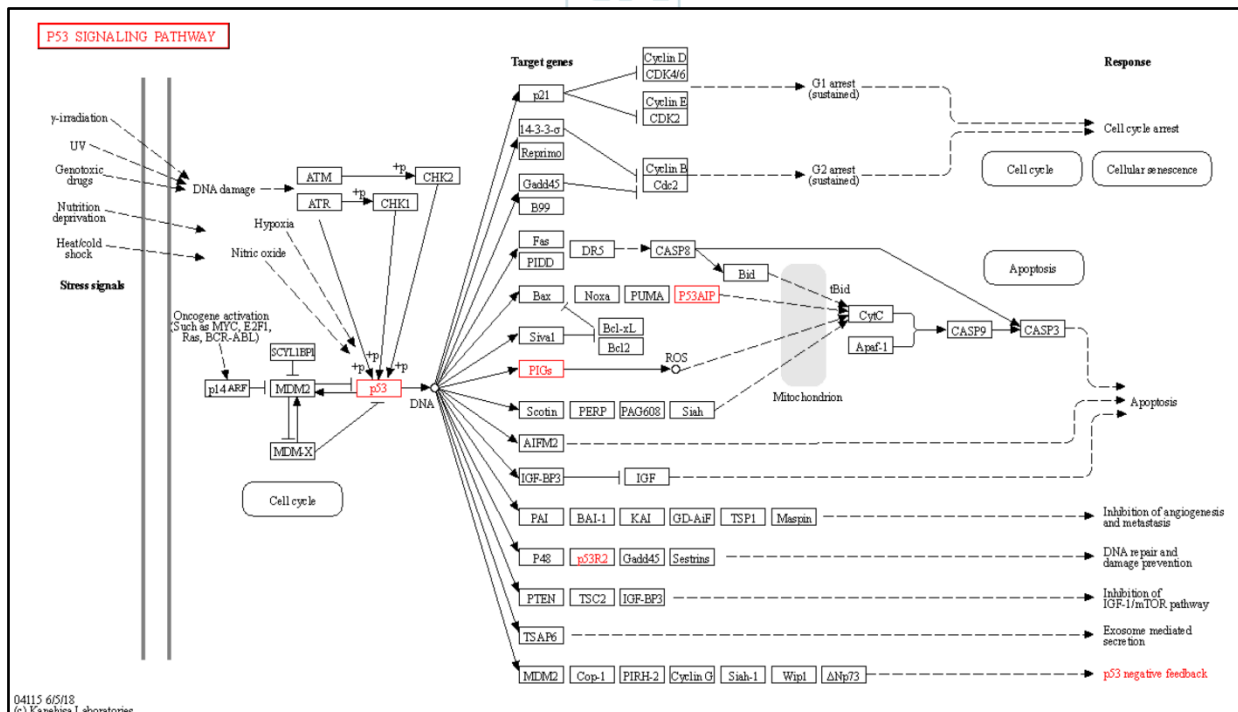 P53 SIGNALING PATHWAY
Target genes
Response
γ-irradiation
UV
Genotoxic
drugs
Nutrition
deprivation
Heat/cold
shock
Stress signals
DNA damage
ATM
+p
CHK2
ATR
+p
CHK1
Hypoxia
Nitric oxide
Oncogene activation
(Such as MYC, E2F1,
Ras, BCR-ABL)
SCYL1BP1
p14 ARF
MDM2
+p
+p
+p
p53
DNA
MDM-X
Cell cycle
p21
Cyclin D
CDK4/6
Cyclin E
CDK2
G1 arrest
(sustained)
14-3-3-σ
Reprimo
Gadd45
B99
Cyclin B
Cdc2
G2 arrest
(sustained)
Cell cycle arrest
Cell cycle
Cellular senescence
Fas
PIDD
DR5
CASP8
Bid
tBid
Apoptosis
Bax
Noxa
PUMA
P53AIP
CytC
CASP9
CASP3
Siva1
Bcl-xL
Bcl2
Apaf-1
PIGs
ROS
Mitochondrion
Scotin
PERP
PAG608
Siah
Apoptosis
AIFM2
IGF-BP3
IGF
PAI
BAI-1
KAI
GD-AiF
TSP1
Maspin
Inhibition of angiogenesis
and metastasis
P48
p53R2
Gadd45
Sestrins
DNA repair and
damage prevention
PTEN
TSC2
IGF-BP3
Inhibition of
IGF-1/mTOR pathway
TSAP6
Exosome mediated
secretion
MDM2
Cop-1
PIRH-2
Cyclin G
Siah-1
Wip1
ΔNp73
p53 negative feedback
04115 6/5/18
(c) Kanehisa Laboratories